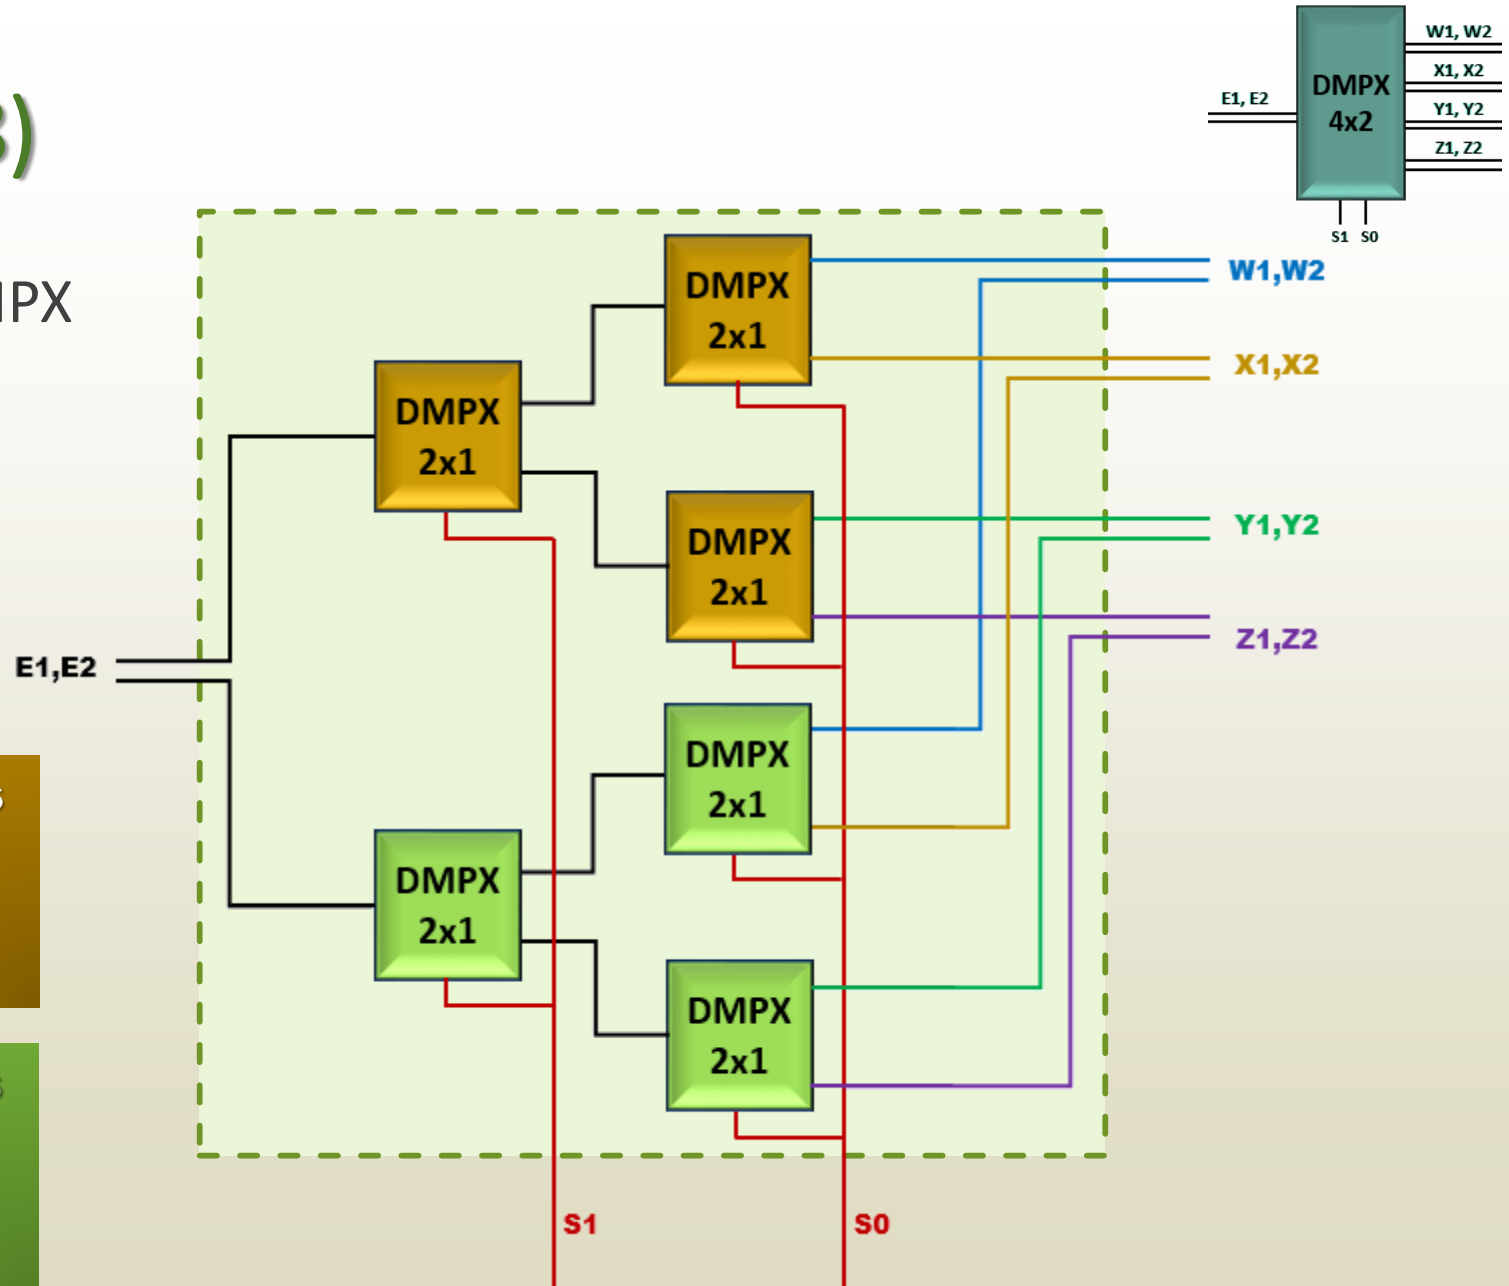 W1, W2
X1, X2
E1, E2
DMPX
4x2
Y1, Y2
Z1, Z2
S1 S0
)
DMPX
2x1
W1,W2
X1,X2
DMPX
2x1
DMPX
2x1
Y1,Y2
Z1,Z2
E1,E2
DMPX
2x1
DMPX
2x1
DMPX
2x1
S1
S0